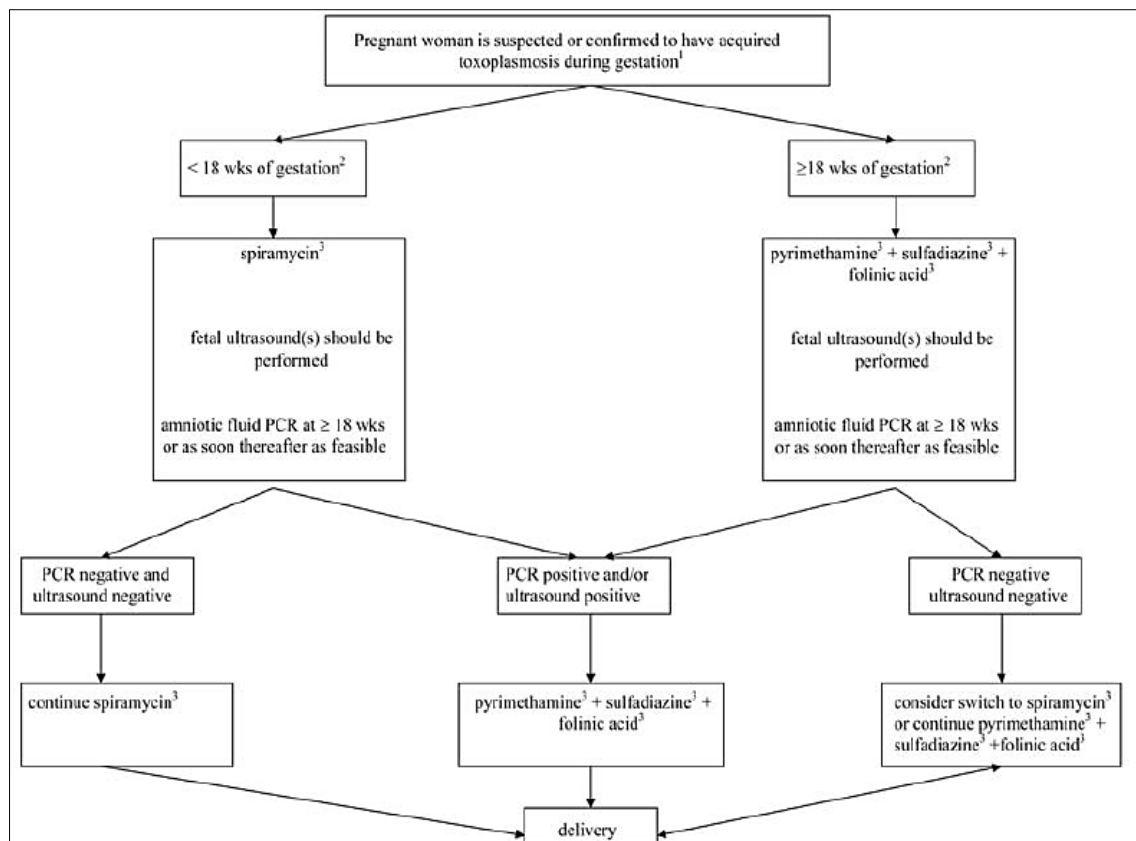 Pregnant woman is suspected or confirmed to have acquired
toxoplasmosis during gestation¹
< 18 wks of gestation²
≥18 wks of gestation²
spiramycin³
fetal ultrasound(s) should be
performed
amniotic fluid PCR at ≥ 18 wks
or as soon thereafter as feasible
pyrimethamine³ + sulfadiazine³ +
folinic acid³
fetal ultrasound(s) should be
performed
amniotic fluid PCR at ≥ 18 wks
or as soon thereafter as feasible
PCR negative and
ultrasound negative
PCR positive and/or
ultrasound positive
PCR negative
ultrasound negative
continue spiramycin³
pyrimethamine³ + sulfadiazine³ +
folinic acid³
consider switch to spiramycin³
or continue pyrimethamine³ +
sulfadiazine³ +folinic acid³
delivery